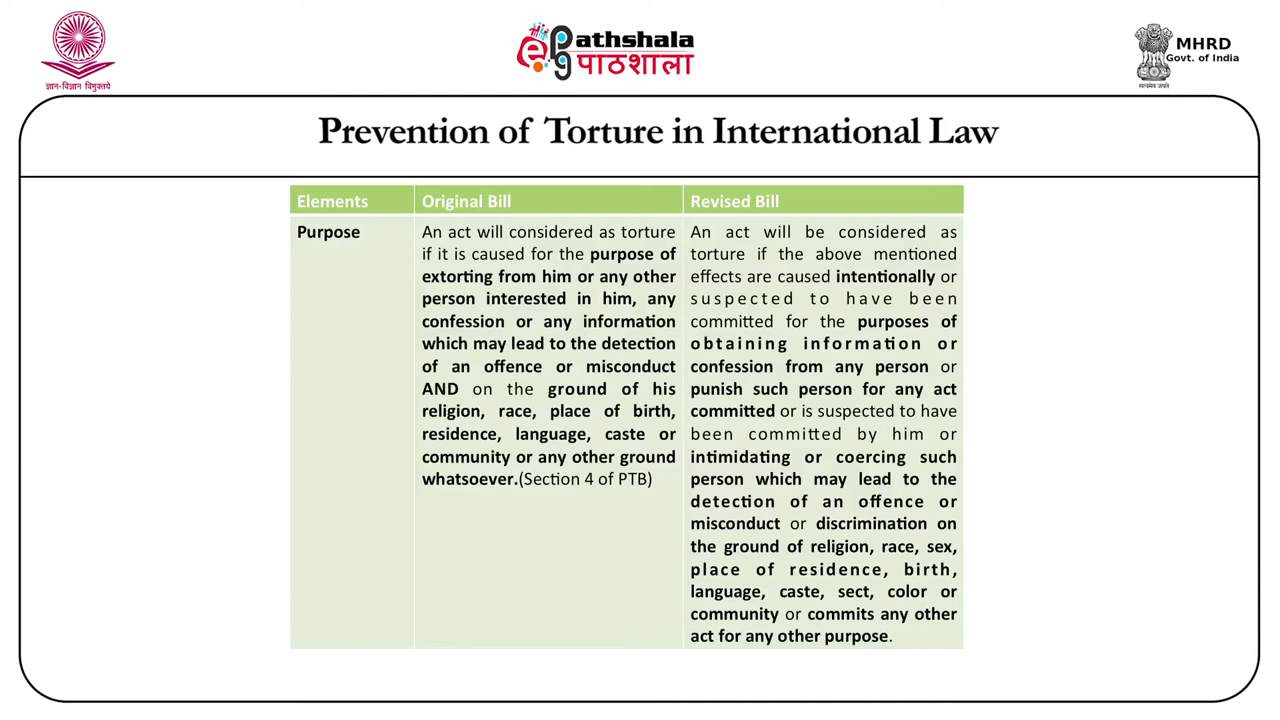 ज्ञान-विज्ञान विमुक्तये
ePg athshala
पाठशाला
MHRD
Govt. of India
सत्यमेव जयते
Prevention of Torture in International Law
Elements
Original Bill
Revised Bill
Purpose
An act will considered as torture
if it is caused for the purpose of
extorting from him or any other
person interested in him, any
confession or any information
which may lead to the detection
of an offence or misconduct
AND on the ground of his
religion, race, place of birth,
residence, language, caste or
community or any other ground
whatsoever.(Section 4 of PTB)
An act will be considered as
torture if the above mentioned
effects are caused intentionally or
suspected to have been
committed for the purposes of
obtaining information or
confession from any person or
punish such person for any act
committed or is suspected to have
been committed by him or
intimidating or coercing such
person which may lead to the
detection of an offence or
misconduct or discrimination on
the ground of religion, race, sex,
place of residence, birth,
language, caste, sect, color or
community or commits any other
act for any other purpose.